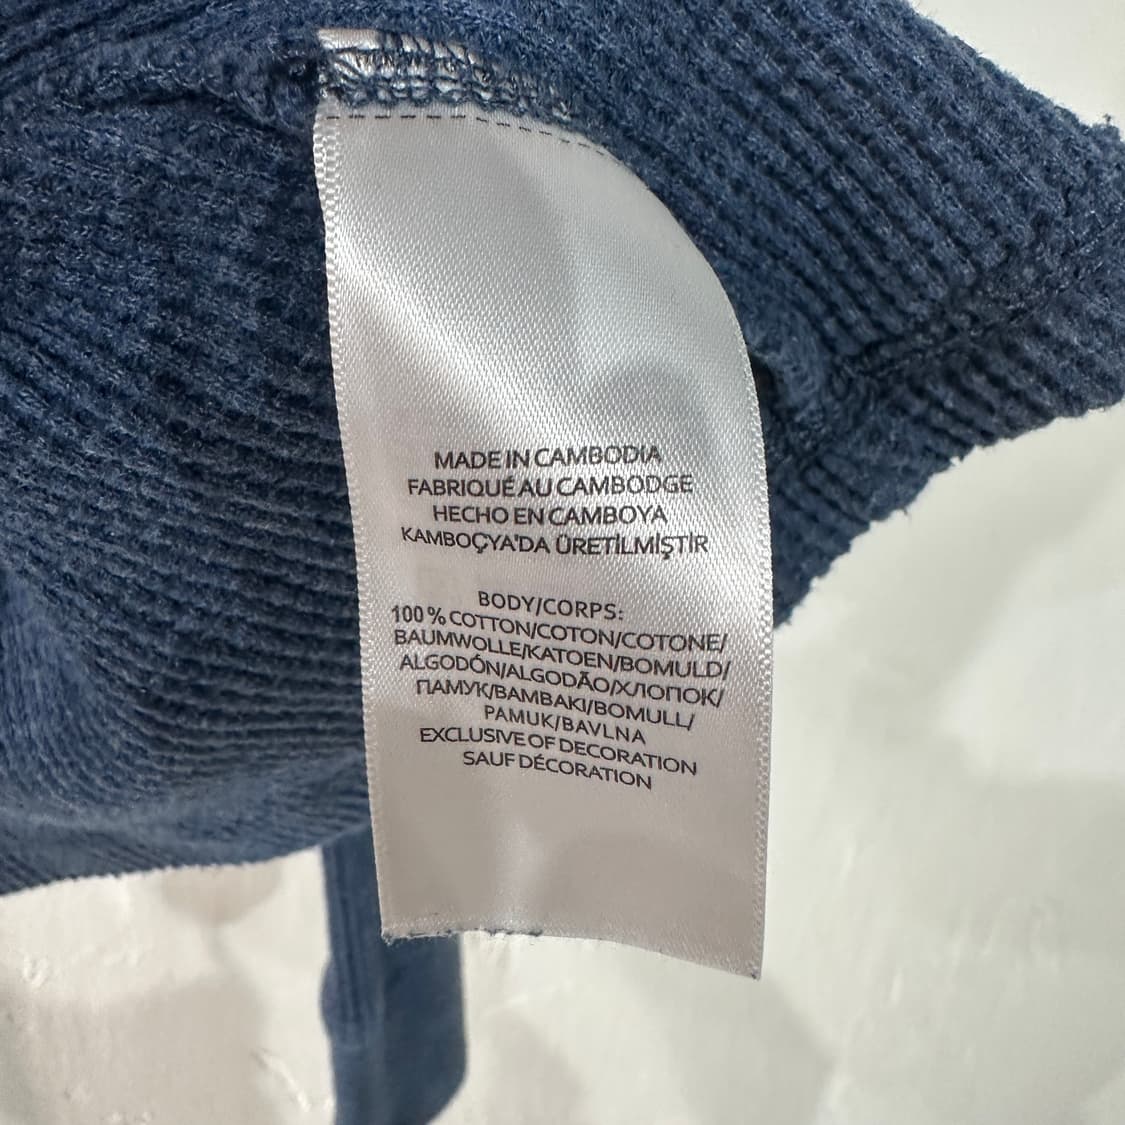 MADE IN CAMBODIA
FABRIQUÉ AU CAMBODGE
HECHO EN CAMBOYA
KAMBOÇYA'DA ÜRETİLMİŞTİR
BODY/CORPS:
100 % COTTON/COTON/COTONE/
BAUMWOLLE/KATOEN/BOMULD/
ALGODÓN/ALGODÃO/ХЛОПОК/
ПАМУК/ΒΑΜΒΑΚΙ/BOMULL/
PAMUK/BAVLNA
EXCLUSIVE OF DECORATION
SAUF DÉCORATION